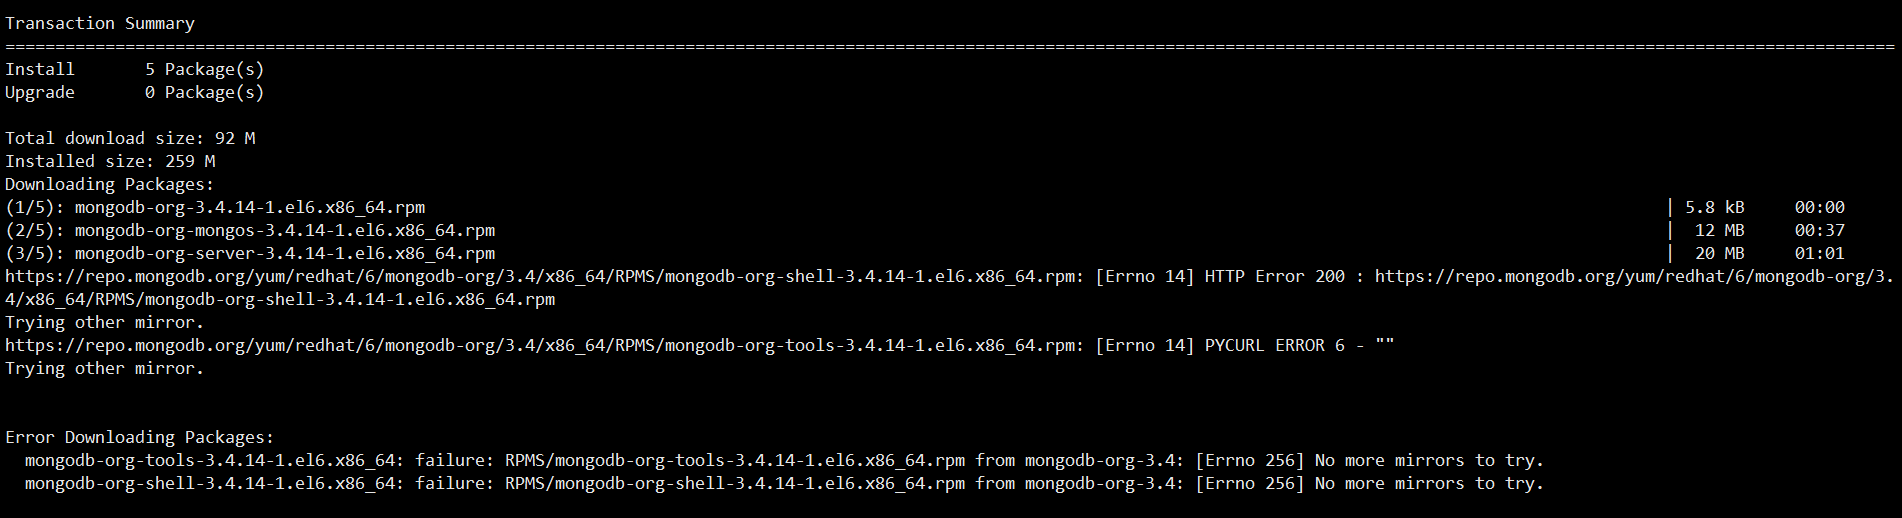 Transaction Summary
=============================================================================================================================================================================================
Install       5 Package(s)
Upgrade       0 Package(s)
Total download size: 92 M
Installed size: 259 M
Downloading Packages:
(1/5): mongodb-org-3.4.14-1.el6.x86_64.rpm | 5.8 kB     00:00
(2/5): mongodb-org-mongos-3.4.14-1.el6.x86_64.rpm |  12 MB     00:37
(3/5): mongodb-org-server-3.4.14-1.el6.x86_64.rpm |  20 MB     01:01
https://repo.mongodb.org/yum/redhat/6/mongodb-org/3.4/x86_64/RPMS/mongodb-org-shell-3.4.14-1.el6.x86_64.rpm: [Errno 14] HTTP Error 200 : https://repo.mongodb.org/yum/redhat/6/mongodb-org/3.
4/x86_64/RPMS/mongodb-org-shell-3.4.14-1.el6.x86_64.rpm
Trying other mirror.
https://repo.mongodb.org/yum/redhat/6/mongodb-org/3.4/x86_64/RPMS/mongodb-org-tools-3.4.14-1.el6.x86_64.rpm: [Errno 14] PYCURL ERROR 6 - ""
Trying other mirror.
Error Downloading Packages:
  mongodb-org-tools-3.4.14-1.el6.x86_64: failure: RPMS/mongodb-org-tools-3.4.14-1.el6.x86_64.rpm from mongodb-org-3.4: [Errno 256] No more mirrors to try.
  mongodb-org-shell-3.4.14-1.el6.x86_64: failure: RPMS/mongodb-org-shell-3.4.14-1.el6.x86_64.rpm from mongodb-org-3.4: [Errno 256] No more mirrors to try.